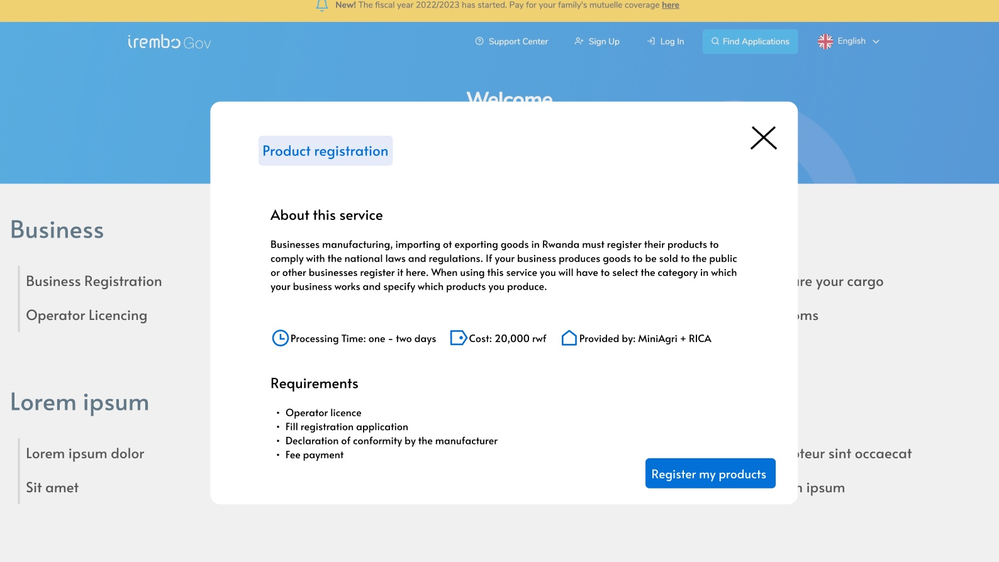 New! The fiscal year 2022/2023 has started. Pay for your family's mutuelle coverage here
irembo Gov
Support Center
Sign Up
Log In
Find Applications
English
Welcome
Product registration
About this service
Businesses manufacturing, importing ot exporting goods in Rwanda must register their products to
comply with the national laws and regulations. If your business produces goods to be sold to the public
or other businesses register it here. When using this service you will have to select the category in which
your business works and specify which products you produce.
Processing Time: one - two days
Cost: 20,000 rwf
Provided by: MiniAgri + RICA
Requirements
• Operator licence
• Fill registration application
• Declaration of conformity by the manufacturer
• Fee payment
Register my products
Business
Business Registration
Operator Licencing
your cargo
Lorem ipsum
Lorem ipsum dolor
Sit amet
sint occaecat
ipsum